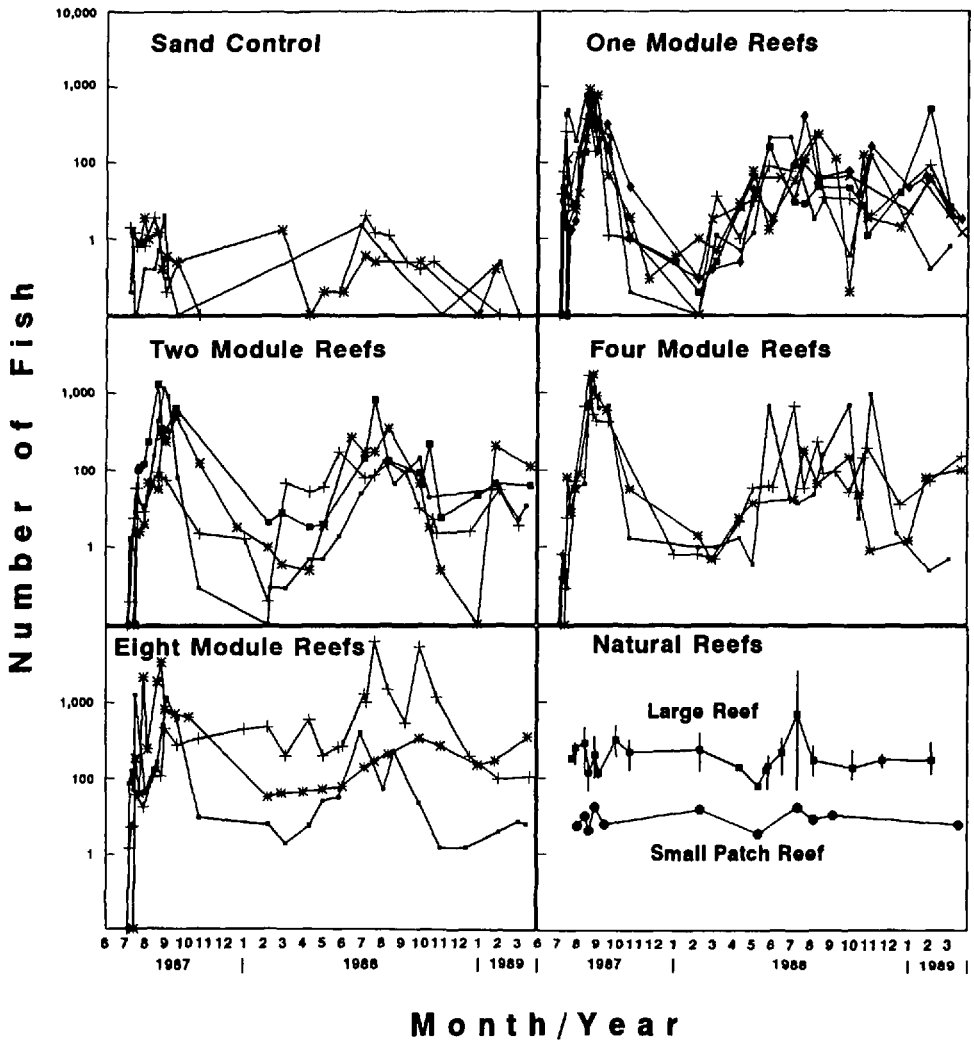 10,000
1,000
100
1
Sand Control
One Module Reefs
1,000
100
1
Two Module Reefs
Four Module Reefs
1,000
100
1
Eight Module Reefs
Natural Reefs
Large Reef
Small Patch Reef
Number of Fish
6 7 8 9 10 11 12 1 2 3 4 5 6 7 8 9 10 11 12 1 2 3 6 7 8 9 10 11 12 1 2 3 4 5 6 7 8 9 10 11 12 1 2 3
1987 | 1988 | 1989 | 1987 | 1988 | 1989 |
Month/Year